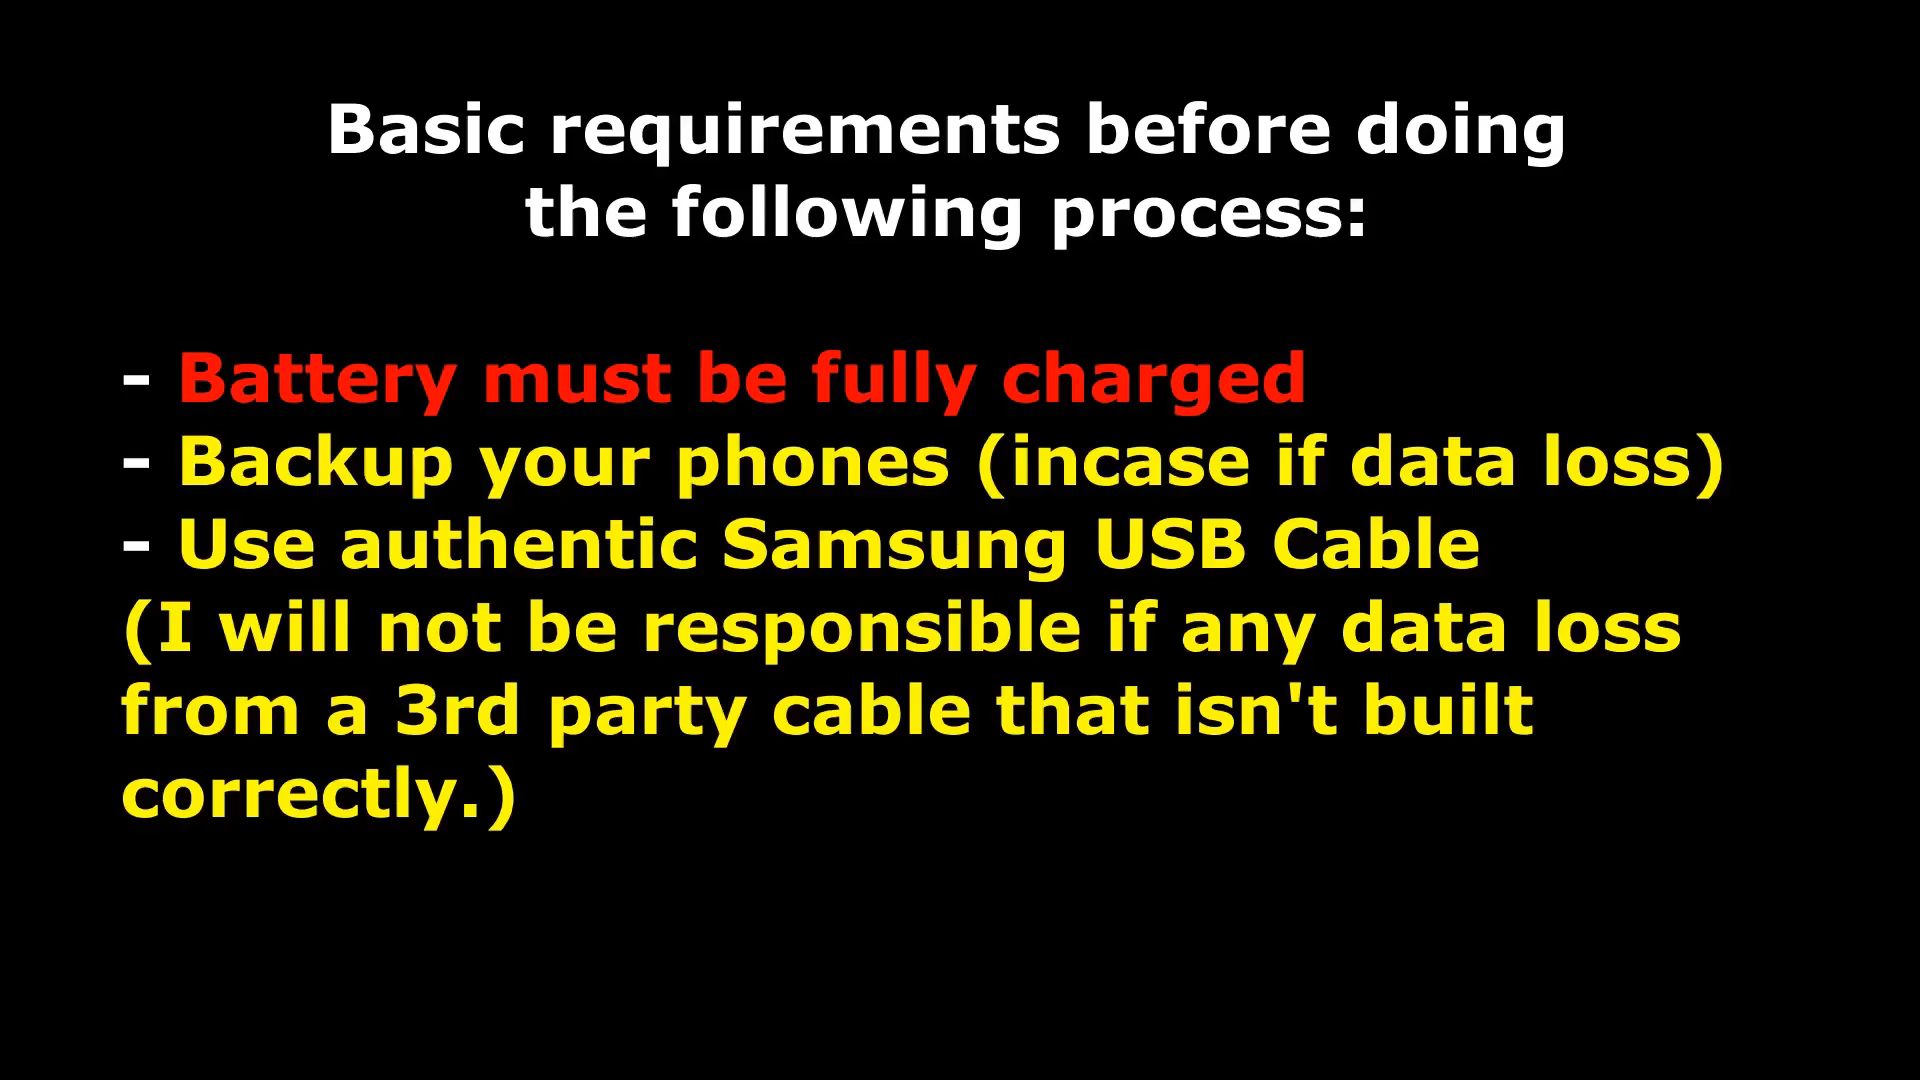 Basic requirements before doing
the following process:
- Battery must be fully charged
- Backup your phones (incase if data loss)
- Use authentic Samsung USB Cable
(I will not be responsible if any data loss
from a 3rd party cable that isn't built
correctly.)